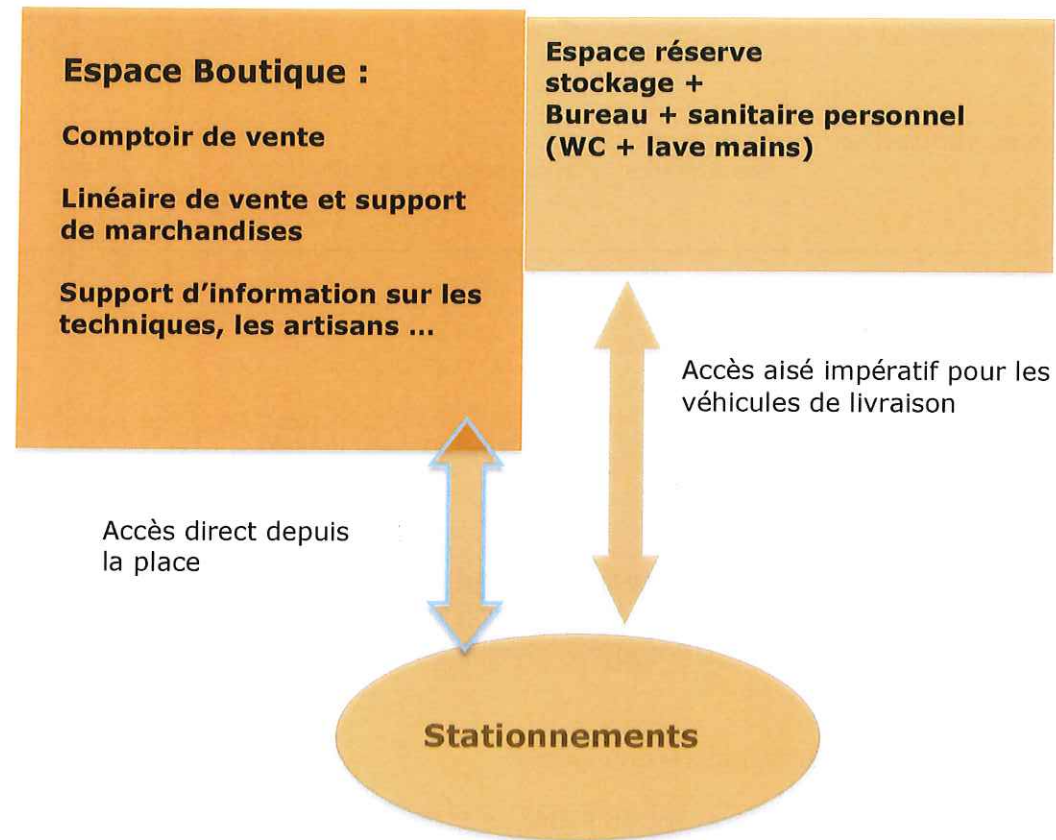 Espace Boutique :
Comptoir de vente
Linéaire de vente et support
de marchandises
Support d'information sur les
techniques, les artisans ...
Espace réserve
stockage +
Bureau + sanitaire personnel
(WC + lave mains)
Accès aisé impératif pour les
véhicules de livraison
Accès direct depuis
la place
Stationnements